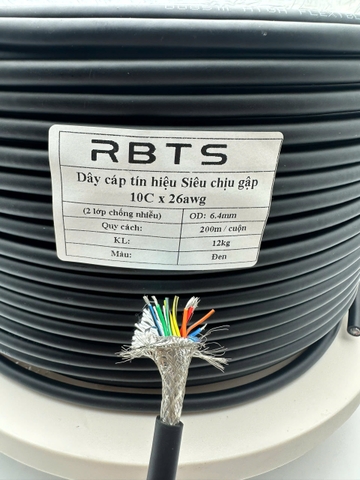 RBTS
Dây cáp tín hiệu Siêu chịu gập
10C x 26awg
(2 lớp chống nhiễu) OD: 6.4mm
Quy cách: 200m / cuộn
KL: 12kg
Màu: Đen